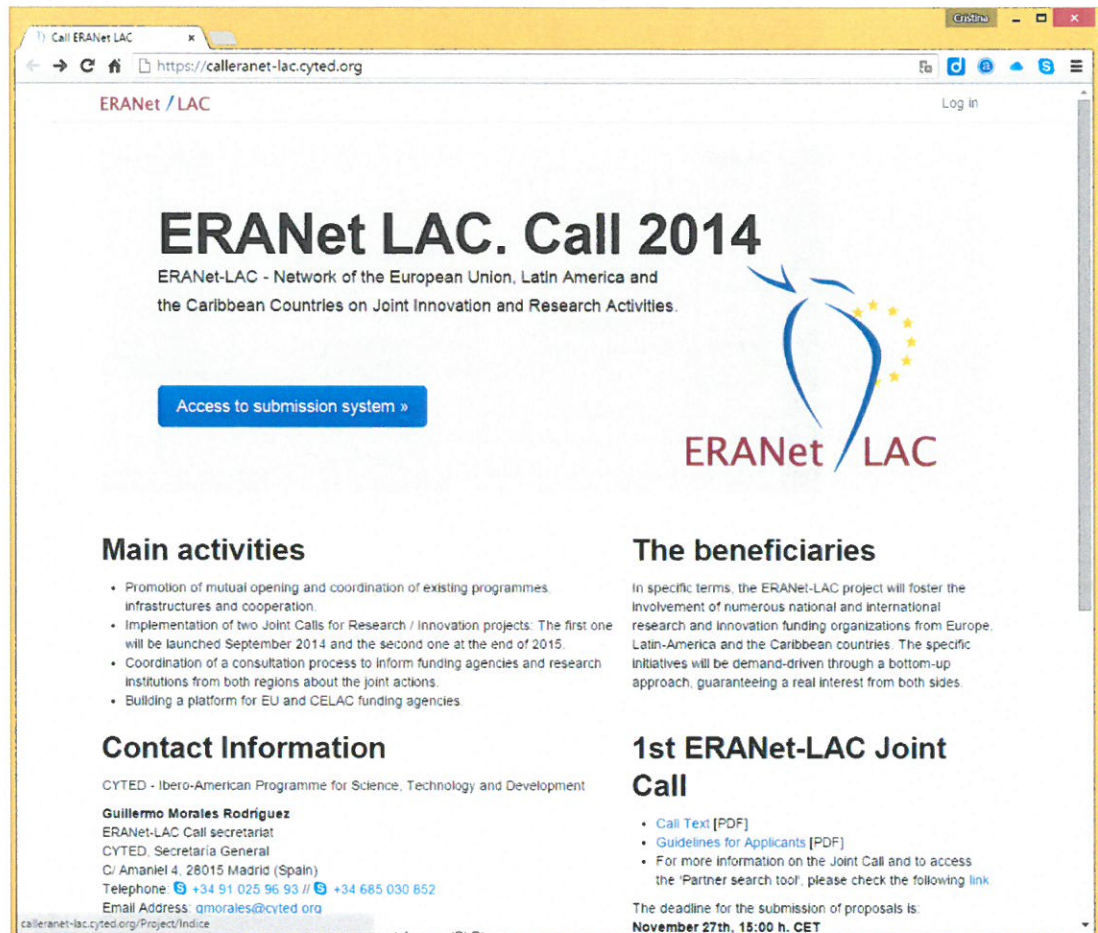 Cristina
Call ERANet LAC
https://calleranet-lac.cyted.org
ERANet / LAC
Log in
ERANet LAC. Call 2014
ERANet-LAC - Network of the European Union, Latin America and
the Caribbean Countries on Joint Innovation and Research Activities.
Access to submission system »
ERANet / LAC
Main activities
• Promotion of mutual opening and coordination of existing programmes
infrastructures and cooperation.
• Implementation of two Joint Calls for Research / Innovation projects: The first one
will be launched September 2014 and the second one at the end of 2015.
• Coordination of a consultation process to inform funding agencies and research
institutions from both regions about the joint actions.
• Building a platform for EU and CELAC funding agencies.
The beneficiaries
In specific terms, the ERANet-LAC project will foster the
involvement of numerous national and international
research and innovation funding organizations from Europe,
Latin-America and the Caribbean countries. The specific
initiatives will be demand-driven through a bottom-up
approach, guaranteeing a real interest from both sides.
Contact Information
CYTED - Ibero-American Programme for Science, Technology and Development
Guillermo Morales Rodríguez
ERANet-LAC Call secretariat
CYTED, Secretaría General
C/ Amaniel 4, 28015 Madrid (Spain)
Telephone: +34 91 025 96 93 // +34 685 030 852
Email Address: gmorales@cyted.org
calleranet-lac.cyted.org/Project/Indice
1st ERANet-LAC Joint
Call
• Call Text [PDF]
• Guidelines for Applicants [PDF]
• For more information on the Joint Call and to access
the 'Partner search tool', please check the following link
The deadline for the submission of proposals is:
November 27th, 15:00 h. CET